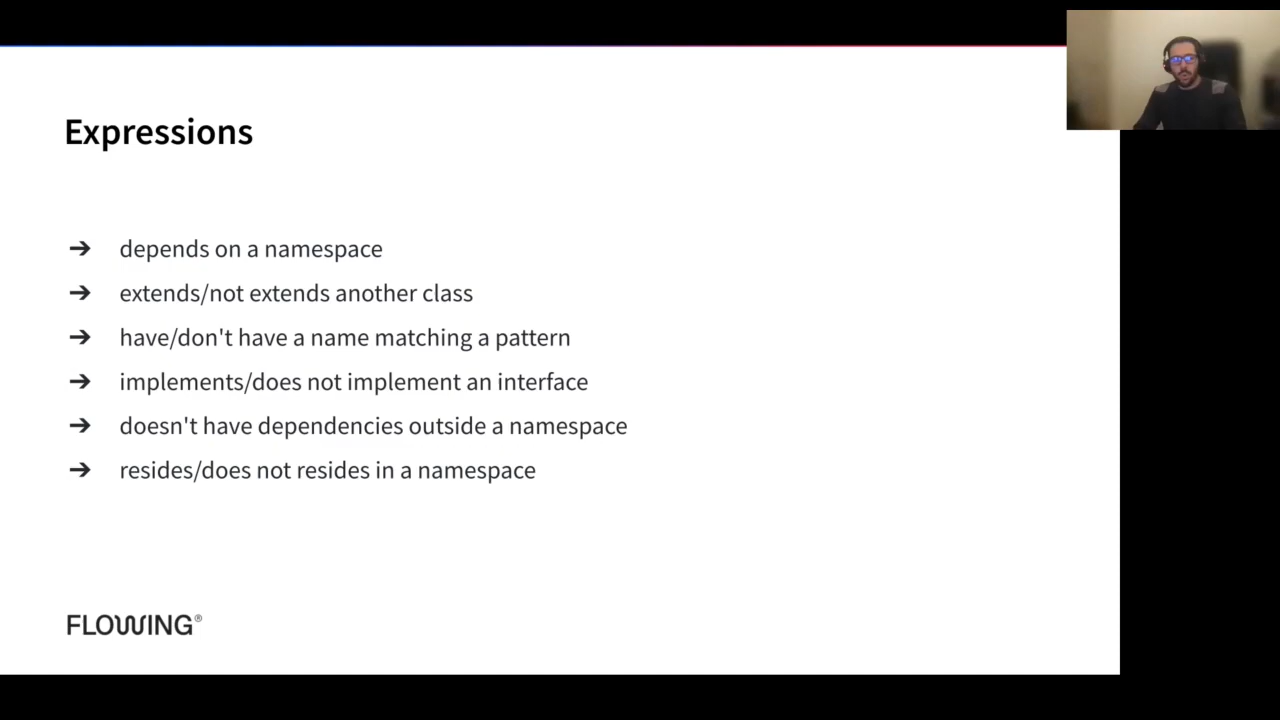 Expressions
➔ depends on a namespace
➔ extends/not extends another class
➔ have/don't have a name matching a pattern
➔ implements/does not implement an interface
➔ doesn't have dependencies outside a namespace
➔ resides/does not resides in a namespace
FLOWING®